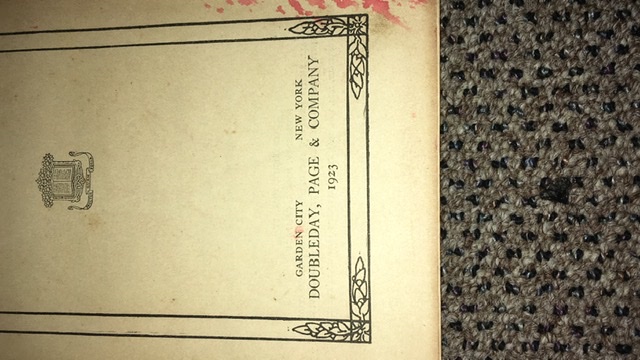 GARDEN CITY NEW YORK
DOUBLEDAY, PAGE & COMPANY
1923